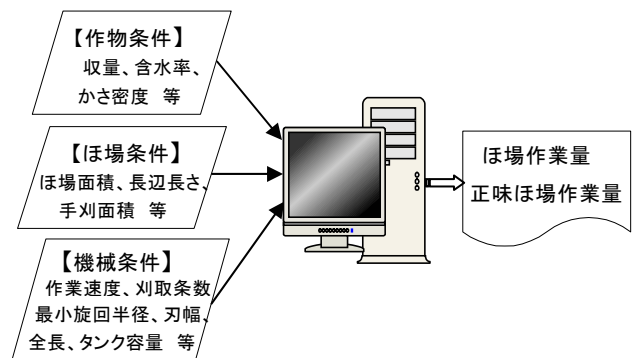 【作物条件】
収量、含水率、
かさ密度 等
【ほ場条件】
ほ場面積、長辺長さ、
手刈面積 等
【機械条件】
作業速度、刈取条数
最小旋回半径、刃幅、
全長、タンク容量 等
ほ場作業量
正味ほ場作業量